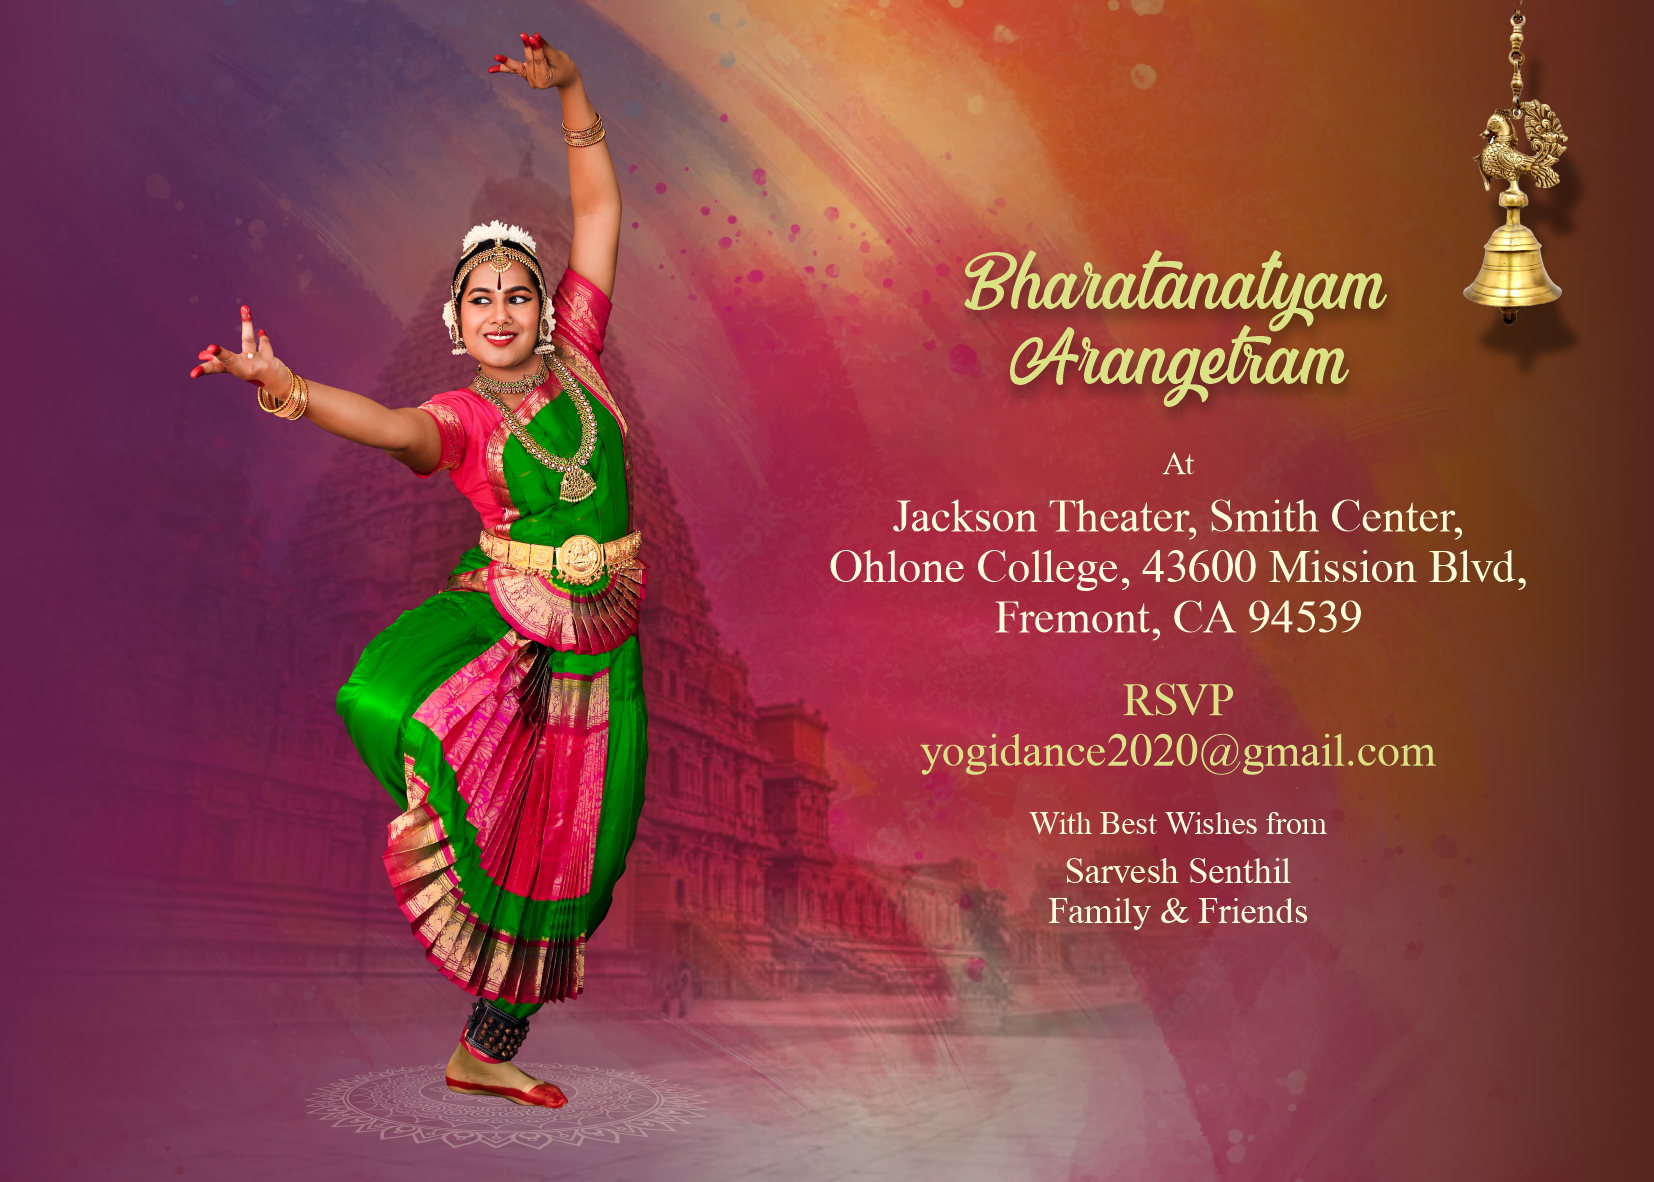 Bharatanatyam
Arangetram
At
Jackson Theater, Smith Center,
Ohlone College, 43600 Mission Blvd,
Fremont, CA 94539
RSVP
yogidance2020@gmail.com
With Best Wishes from
Sarvesh Senthil
Family & Friends